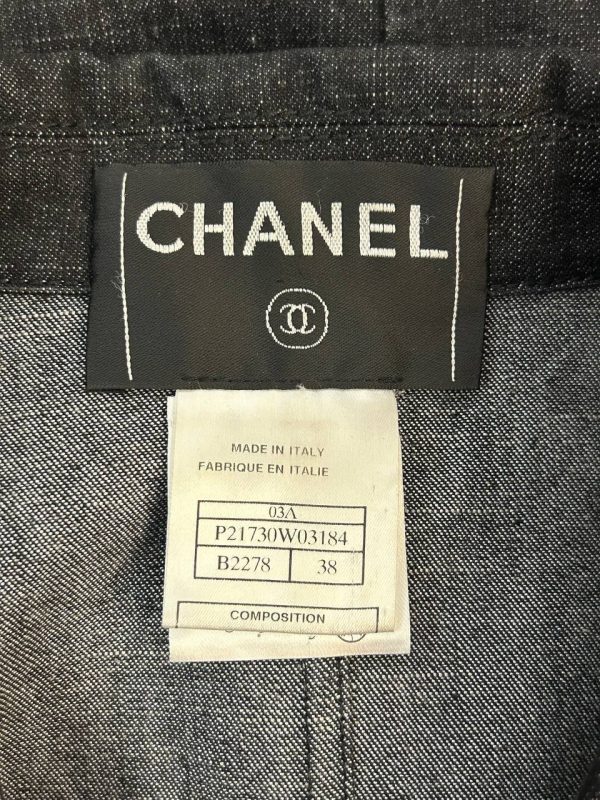 CHANEL
MADE IN ITALY
FABRIQUE EN ITALIE
03A
P21730W03184
B2278 38
COMPOSITION